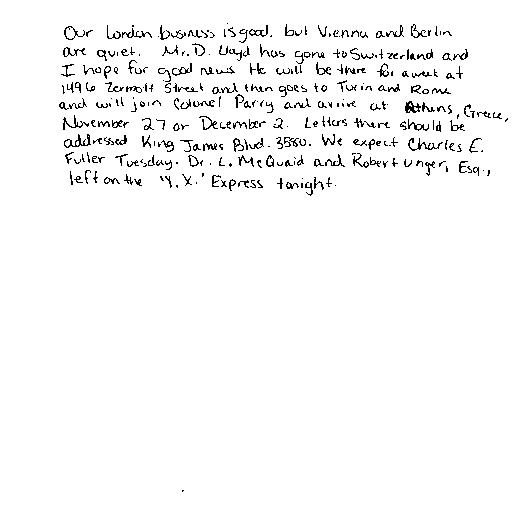 Our London business is good, but Vienna and Berlin
are quiet. Mr. D. Lloyd has gone to Switzerland and
I hope for good news He will be there for a week at
1496 Zermott Street and then goes to Turin and Rome
and will join Colonel Parry and arrive at Athens, Greece,
November 27 or December 2. Letters there should be
addressed King James Blvd. 3580. We expect Charles E.
Fuller Tuesday. Dr. L. McQuaid and Robert Unger, Esq.,
left on the 'Y.X.' Express tonight.